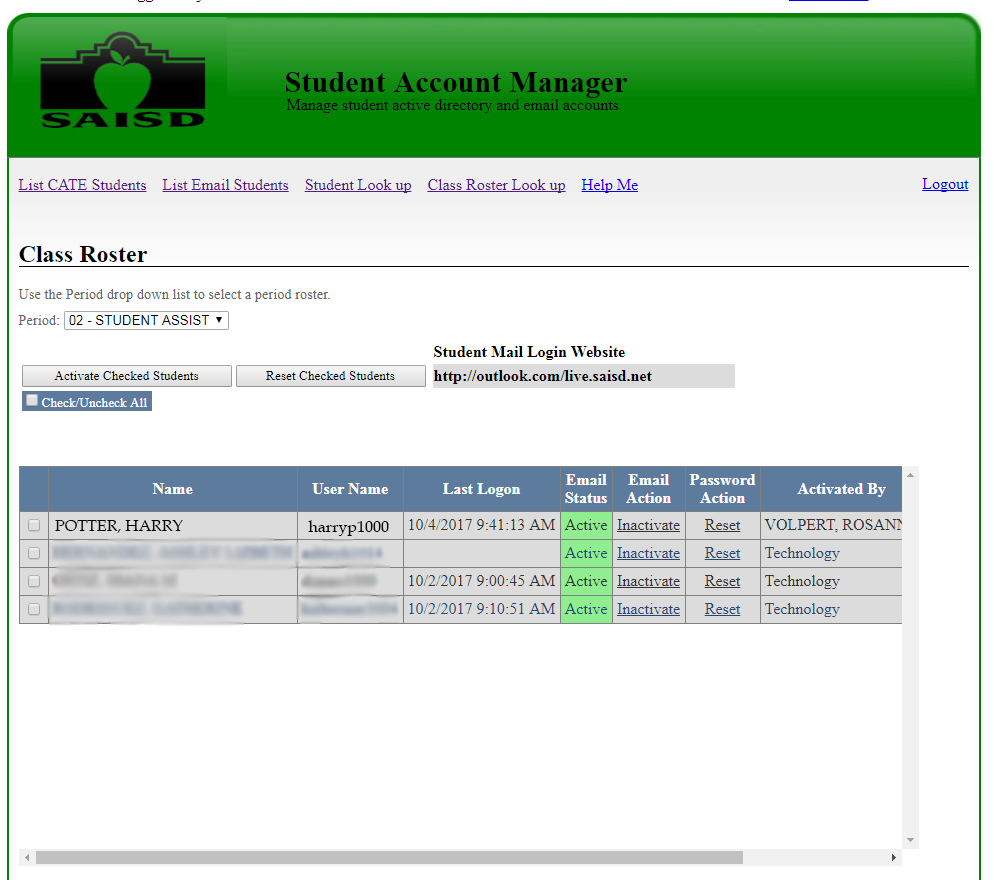 SAISD
Student Account Manager
Manage student active directory and email accounts
List CATE Students List Email Students Student Look up Class Roster Look up Help Me Logout
Class Roster
Use the Period drop down list to select a period roster.
Period: 02 - STUDENT ASSIST
Student Mail Login Website
Activate Checked Students Reset Checked Students http://outlook.com/live.saisd.net
Check/Uncheck All
Name User Name Last Logon Email Status Email Action Password Action Activated By
POTTER, HARRY harryp1000 10/4/2017 9:41:13 AM Active Inactivate Reset VOLPERT, ROSANN
Active Inactivate Reset Technology
10/2/2017 9:00:45 AM Active Inactivate Reset Technology
10/2/2017 9:10:51 AM Active Inactivate Reset Technology